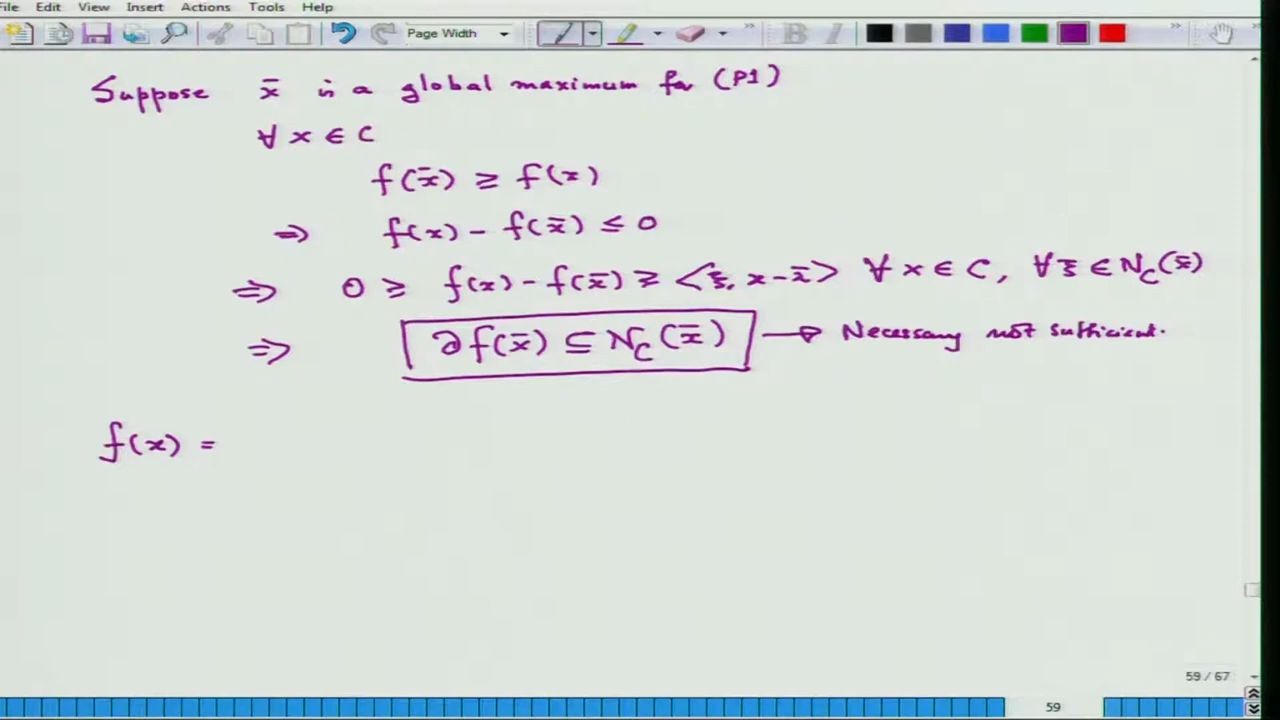 File Edit View Insert Actions Tools Help
Page Width
Suppose x̄ is a global maximum for (P1)
∀ x ∈ C
f(x̄) ≥ f(x)
⇒ f(x) - f(x̄) ≤ 0
⇒ 0 ≥ f(x) - f(x̄) ≥ <ξ, x - x̄> ∀ x ∈ C, ∀ ξ ∈ N_C(x̄)
⇒ ∂f(x̄) ⊆ N_C(x̄) → Necessary not sufficient.
f(x) =
59 / 67
59